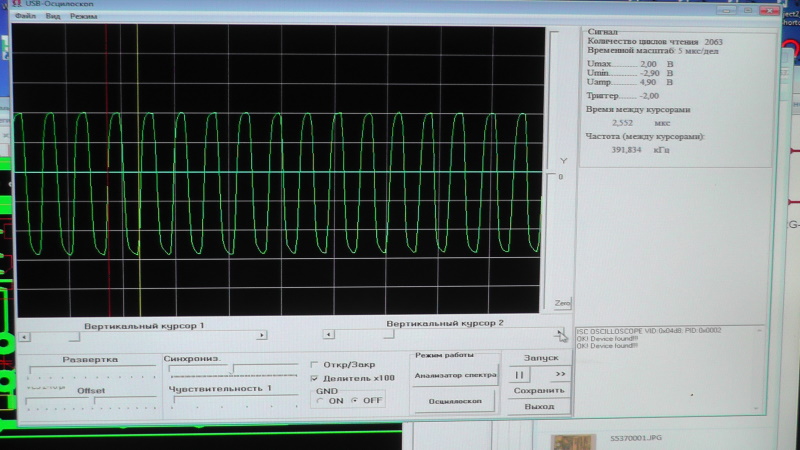 USB-Осциллоскоп
Файл Вид Режим
Сигнал
Количество циклов чтения 2063
Временной масштаб: 5 мкс/дел
Umax........... 2,00 В
Umin........... -2,90 В
Uamp.......... 4,90 В
Триггер........ -2,00
Время между курсорами
2,552 мкс
Частота (между курсорами):
391,834 кГц
Y
0
Zero
Вертикальный курсор 1
Вертикальный курсор 2
ISC OSCILLOSCOPE VID:0x04d8: PID:0x0002
OK! Device found!!!
OK! Device found!!!
Развертка
Offset
Синхрониз.
Чувствительность 1
Откр/Закр
Делитель x100
GND
ON OFF
Режим работы
Анализатор спектра
Осциллоскоп
Запуск
||
>>
Сохранить
Выход
S5370001.JPG